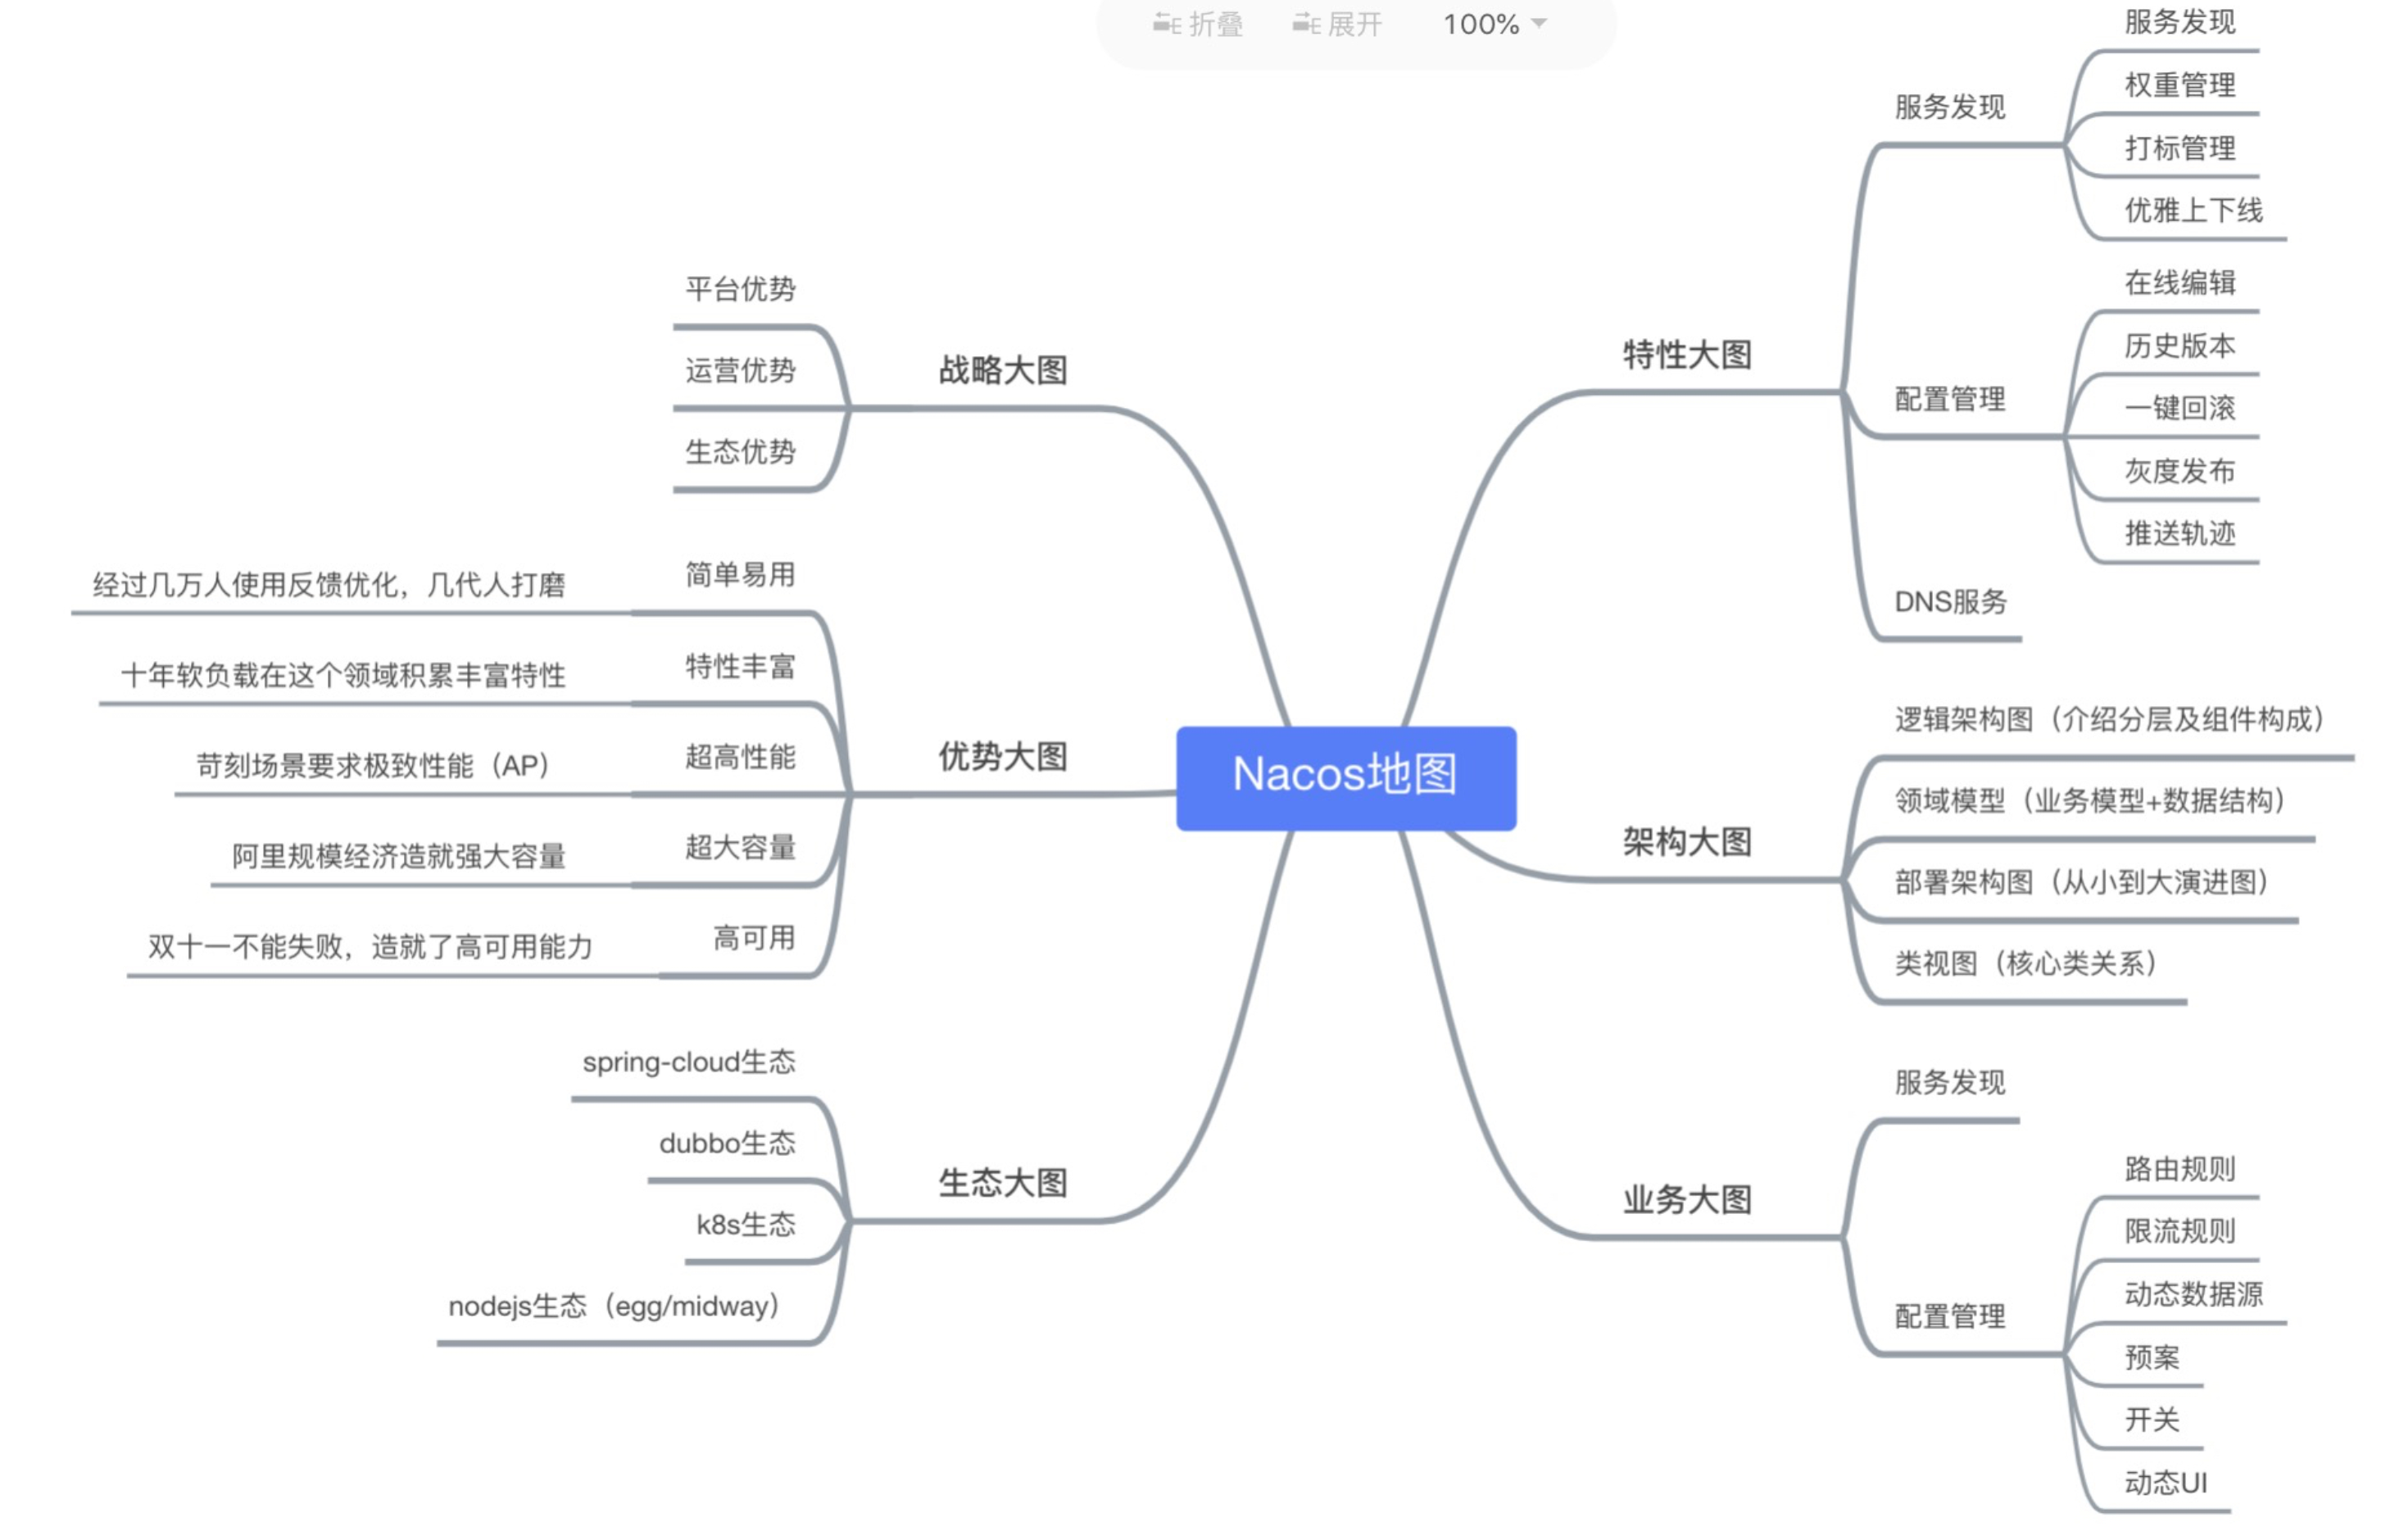 折叠
展开
100%
Nacos地图
特性大图
服务发现
服务发现
权重管理
打标管理
优雅上下线
配置管理
在线编辑
历史版本
一键回滚
灰度发布
推送轨迹
DNS服务
架构大图
逻辑架构图（介绍分层及组件构成）
领域模型（业务模型+数据结构）
部署架构图（从小到大演进图）
类视图（核心类关系）
业务大图
服务发现
配置管理
路由规则
限流规则
动态数据源
预案
开关
动态UI
战略大图
平台优势
运营优势
生态优势
优势大图
简单易用
经过几万人使用反馈优化，几代人打磨
特性丰富
十年软负载在这个领域积累丰富特性
超高性能
苛刻场景要求极致性能（AP）
超大容量
阿里规模经济造就强大容量
高可用
双十一不能失败，造就了高可用能力
生态大图
spring-cloud生态
dubbo生态
k8s生态
nodejs生态（egg/midway）